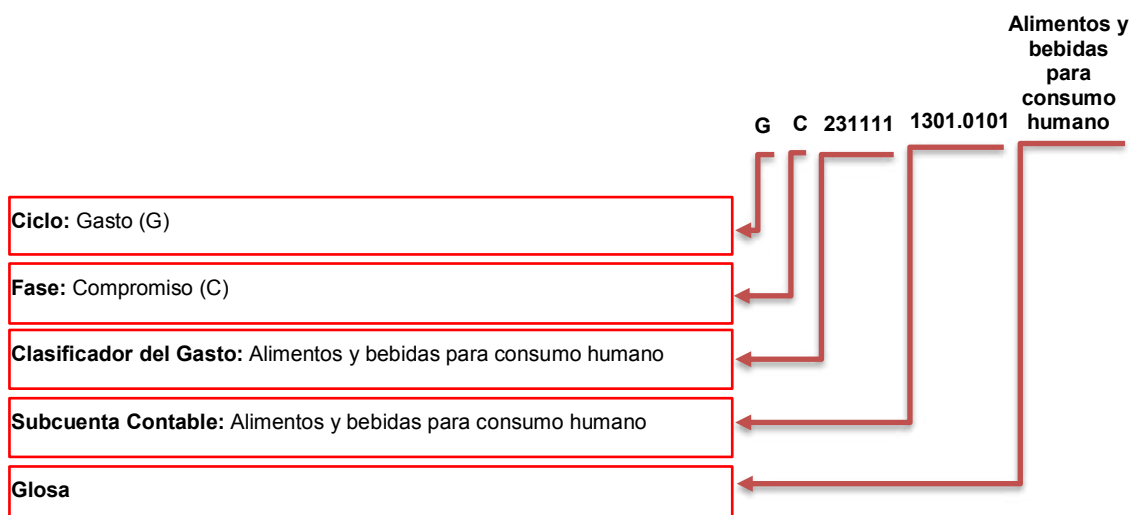 Alimentos y
bebidas
para
consumo
humano
G C 231111 1301.0101
Ciclo: Gasto (G)
Fase: Compromiso (C)
Clasificador del Gasto: Alimentos y bebidas para consumo humano
Subcuenta Contable: Alimentos y bebidas para consumo humano
Glosa